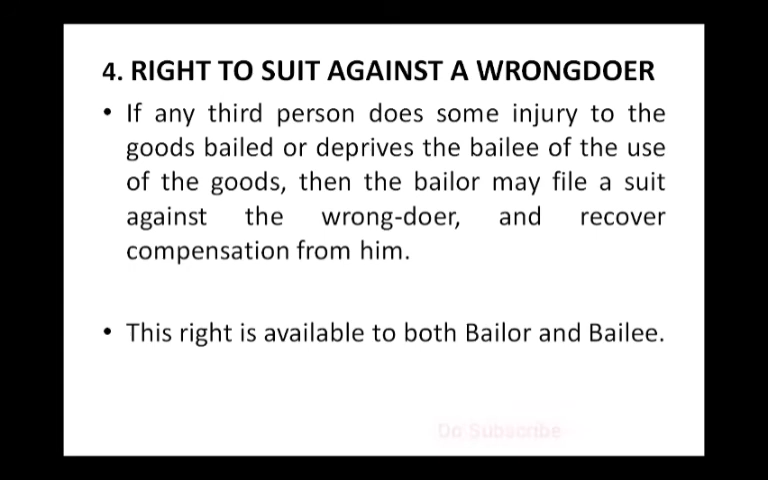 4. RIGHT TO SUIT AGAINST A WRONGDOER
• If any third person does some injury to the
goods bailed or deprives the bailee of the use
of the goods, then the bailor may file a suit
against the wrong-doer, and recover
compensation from him.
• This right is available to both Bailor and Bailee.
Do Subscribe